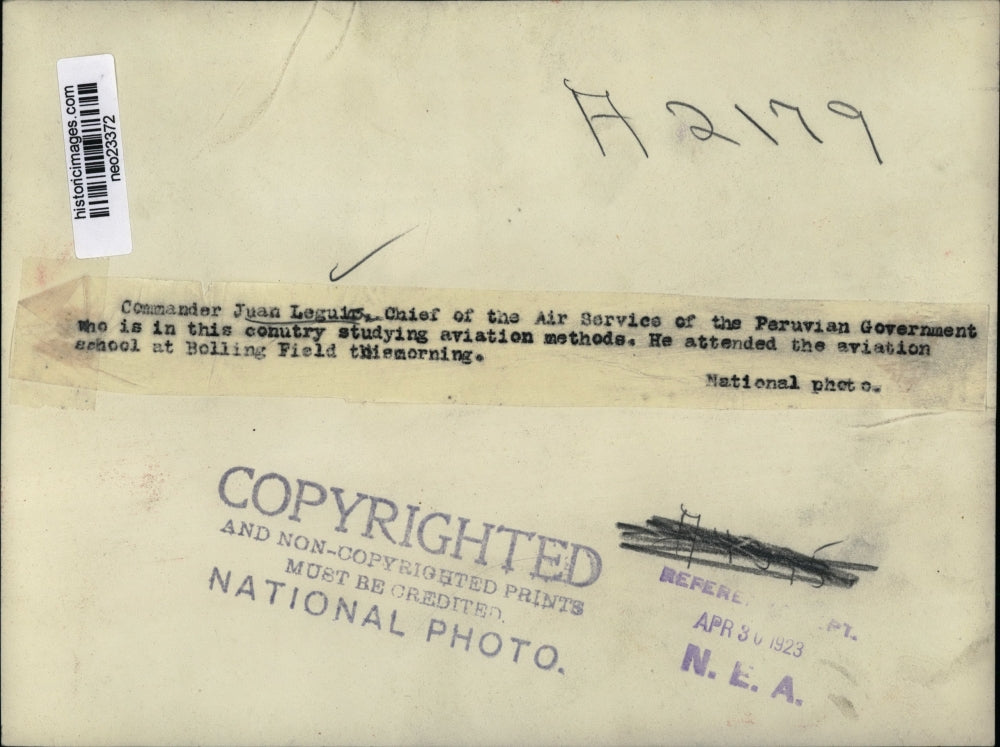 historicimages.com
neo23372
A 2179
Commander Juan Leguia, Chief of the Air Service of the Peruvian Government
who is in this conutry studying aviation methods. He attended the aviation
school at Bolling Field thismorning.
National photo.
COPYRIGHTED
AND NON-COPYRIGHTED PRINTS
MUST BE CREDITED
NATIONAL PHOTO.
APR 30 1923
N. E. A.